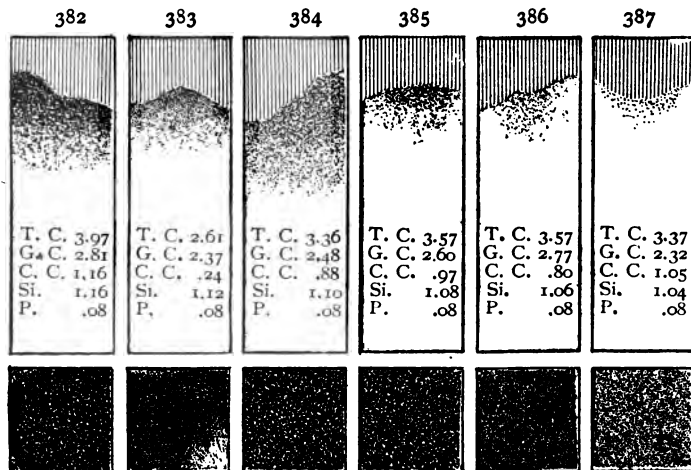 382 383 384 385 386 387
T. C. 3.97
G. C. 2.81
C. C. 1.16
Si. 1.16
P. .08
T. C. 2.61
G. C. 2.37
C. C. .24
Si. 1.12
P. .08
T. C. 3.36
G. C. 2.48
C. C. .88
Si. 1.10
P. .08
T. C. 3.57
G. C. 2.60
C. C. .97
Si. 1.08
P. .08
T. C. 3.57
G. C. 2.77
C. C. .80
Si. 1.06
P. .08
T. C. 3.37
G. C. 2.32
C. C. 1.05
Si. 1.04
P. .08